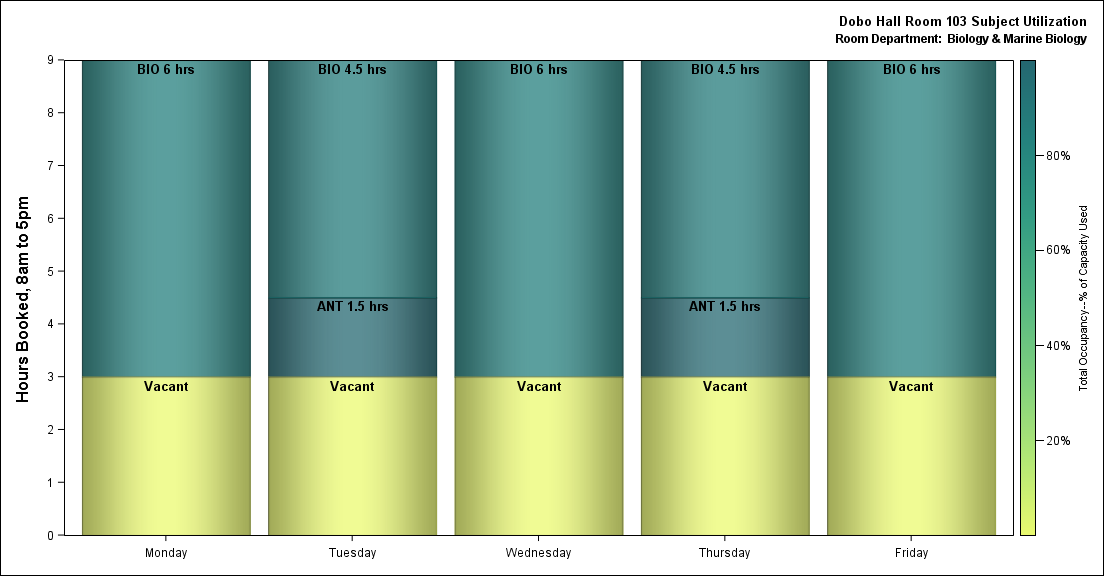 Dobo Hall Room 103 Subject Utilization
Room Department: Biology & Marine Biology
Hours Booked, 8am to 5pm
9
8
7
6
5
4
3
2
1
0
BIO 6 hrs
BIO 4.5 hrs
BIO 6 hrs
BIO 4.5 hrs
BIO 6 hrs
ANT 1.5 hrs
ANT 1.5 hrs
Vacant
Vacant
Vacant
Vacant
Vacant
Monday
Tuesday
Wednesday
Thursday
Friday
80%
60%
40%
20%
Total Occupancy--% of Capacity Used